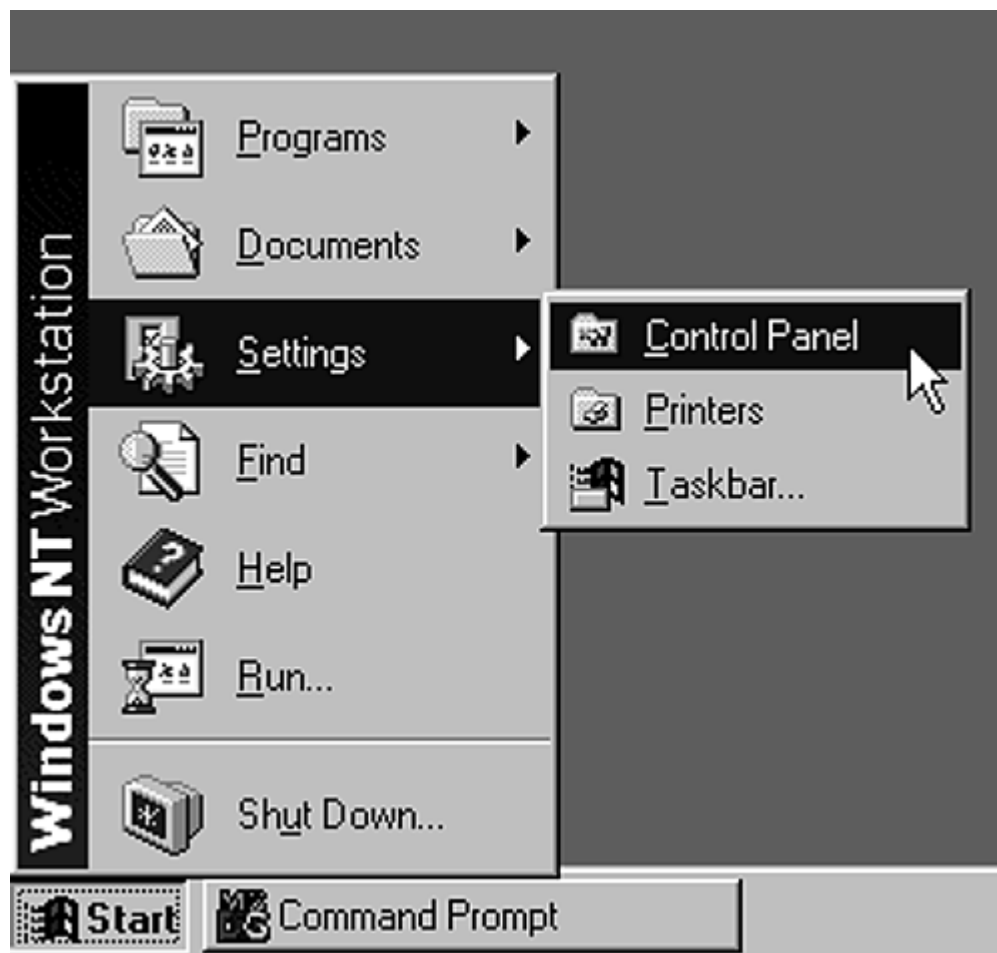 Windows NT Workstation
Programs
Documents
Settings
Find
Help
Run...
Shut Down...
Control Panel
Printers
Taskbar...
Start
Command Prompt